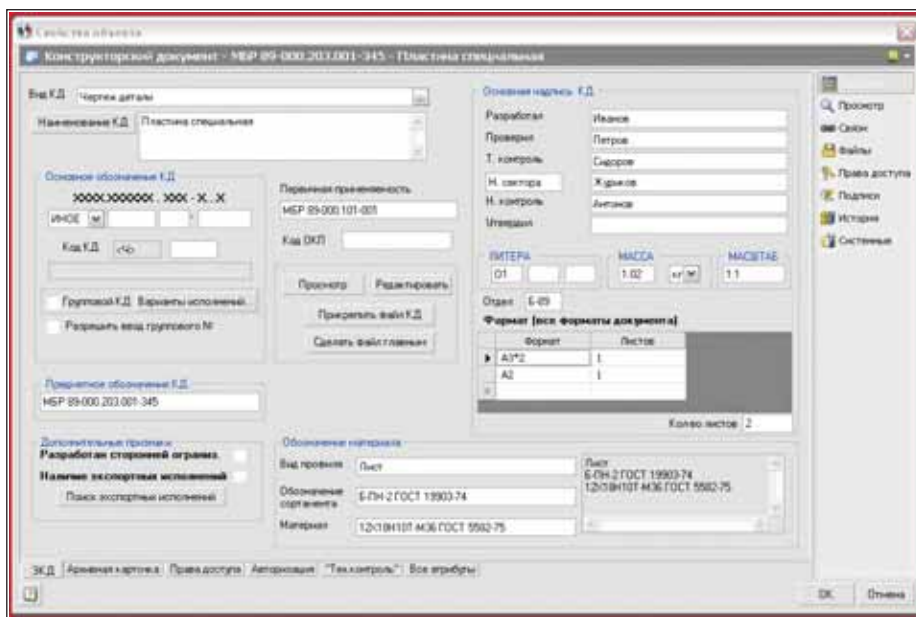 Свойства объекта
Конструкторский документ - МБР 89-000.203.001-345 - Пластина специальная
Вид КД Чертеж детали
Наименование КД Пластина специальная
Основное обозначение КД
XXXX.XXXXXX . XXX - X...X
ИНОЕ
Код КД <Ч>
Групповой КД Варианты исполнений
Разрешить ввод группового №
Предметное обозначение КД
МБР 89-000.203.001-345
Дополнительные признаки
Разработан сторонней организ.
Наличие экспортных исполнений
Поиск экспортных исполнений
Первичная применяемость
МБР 89-000.101-001
Код ОКП
Просмотр Редактировать
Прикрепить файл КД
Сделать файл главным
Основная надпись КД
Разработал Иванов
Проверил Петров
Т. контроль Сидоров
Н. сектора Журиков
Н. контроль Антонов
Утвердил
ЛИТЕРА МАССА МАСШТАБ
О1 1.02 кг 1:1
Отдел Б-89
Формат (все форматы документа)
Формат Листов
А3*2 1
А2 1
Кол-во листов 2
Обозначение материала
Вид профиля Лист
Обозначение сортамента Б-ПН-2 ГОСТ 19903-74
Материал 12Х18Н10Т-М3Б ГОСТ 5582-75
Лист
Б-ПН-2 ГОСТ 19903-74
12Х18Н10Т-М3Б ГОСТ 5582-75
Просмотр
Связи
Файлы
Права доступа
Подписи
История
Системные
ЭКД Архивная карточка Права доступа Авторизация "Тех.контроль" Все атрибуты
ОК Отмена